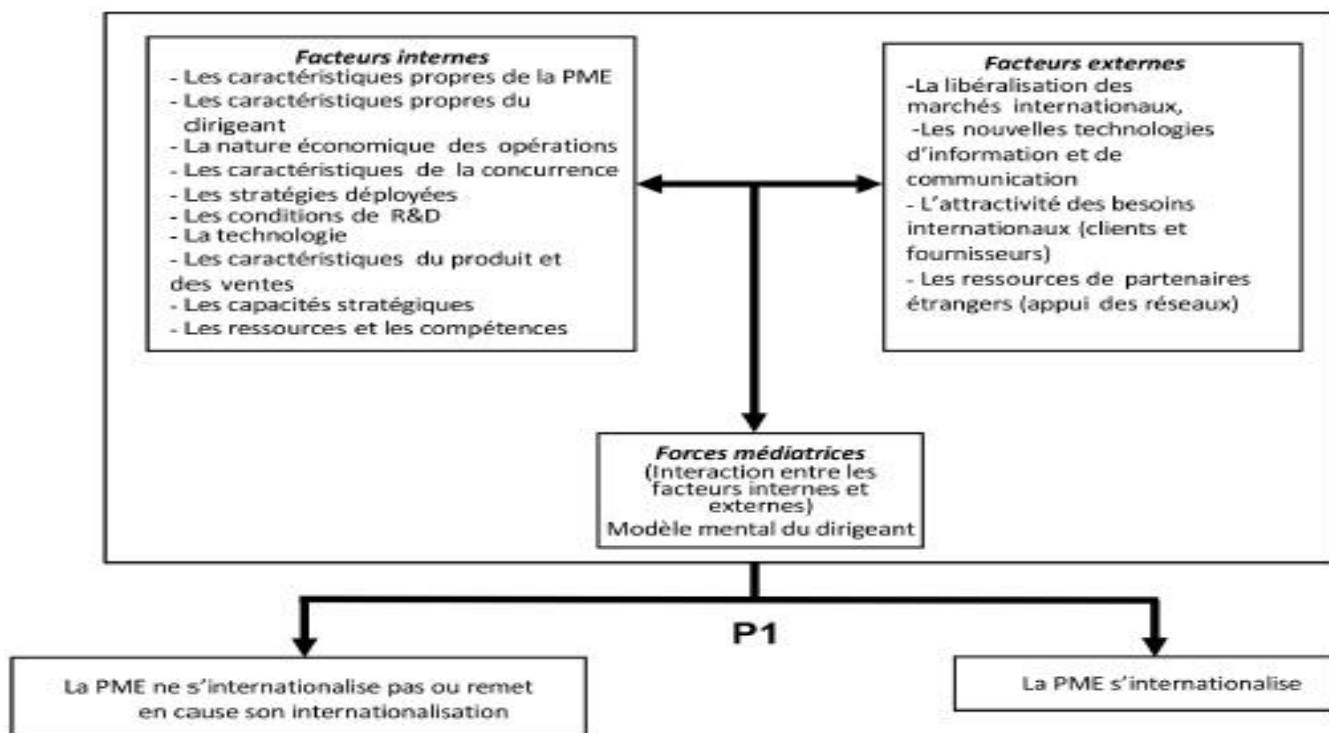 Facteurs internes
- Les caractéristiques propres de la PME
- Les caractéristiques propres du
dirigeant
- La nature économique des opérations
- Les caractéristiques de la concurrence
- Les stratégies déployées
- Les conditions de R&D
- La technologie
- Les caractéristiques du produit et
des ventes
- Les capacités stratégiques
- Les ressources et les compétences
Facteurs externes
-La libéralisation des
marchés internationaux,
-Les nouvelles technologies
d'information et de
communication
- L'attractivité des besoins
internationaux (clients et
fournisseurs)
- Les ressources de partenaires
étrangers (appui des réseaux)
Forces médiatrices
(Interaction entre les
facteurs internes et
externes)
Modèle mental du dirigeant
P1
La PME ne s'internationalise pas ou remet
en cause son internationalisation
La PME s'internationalise